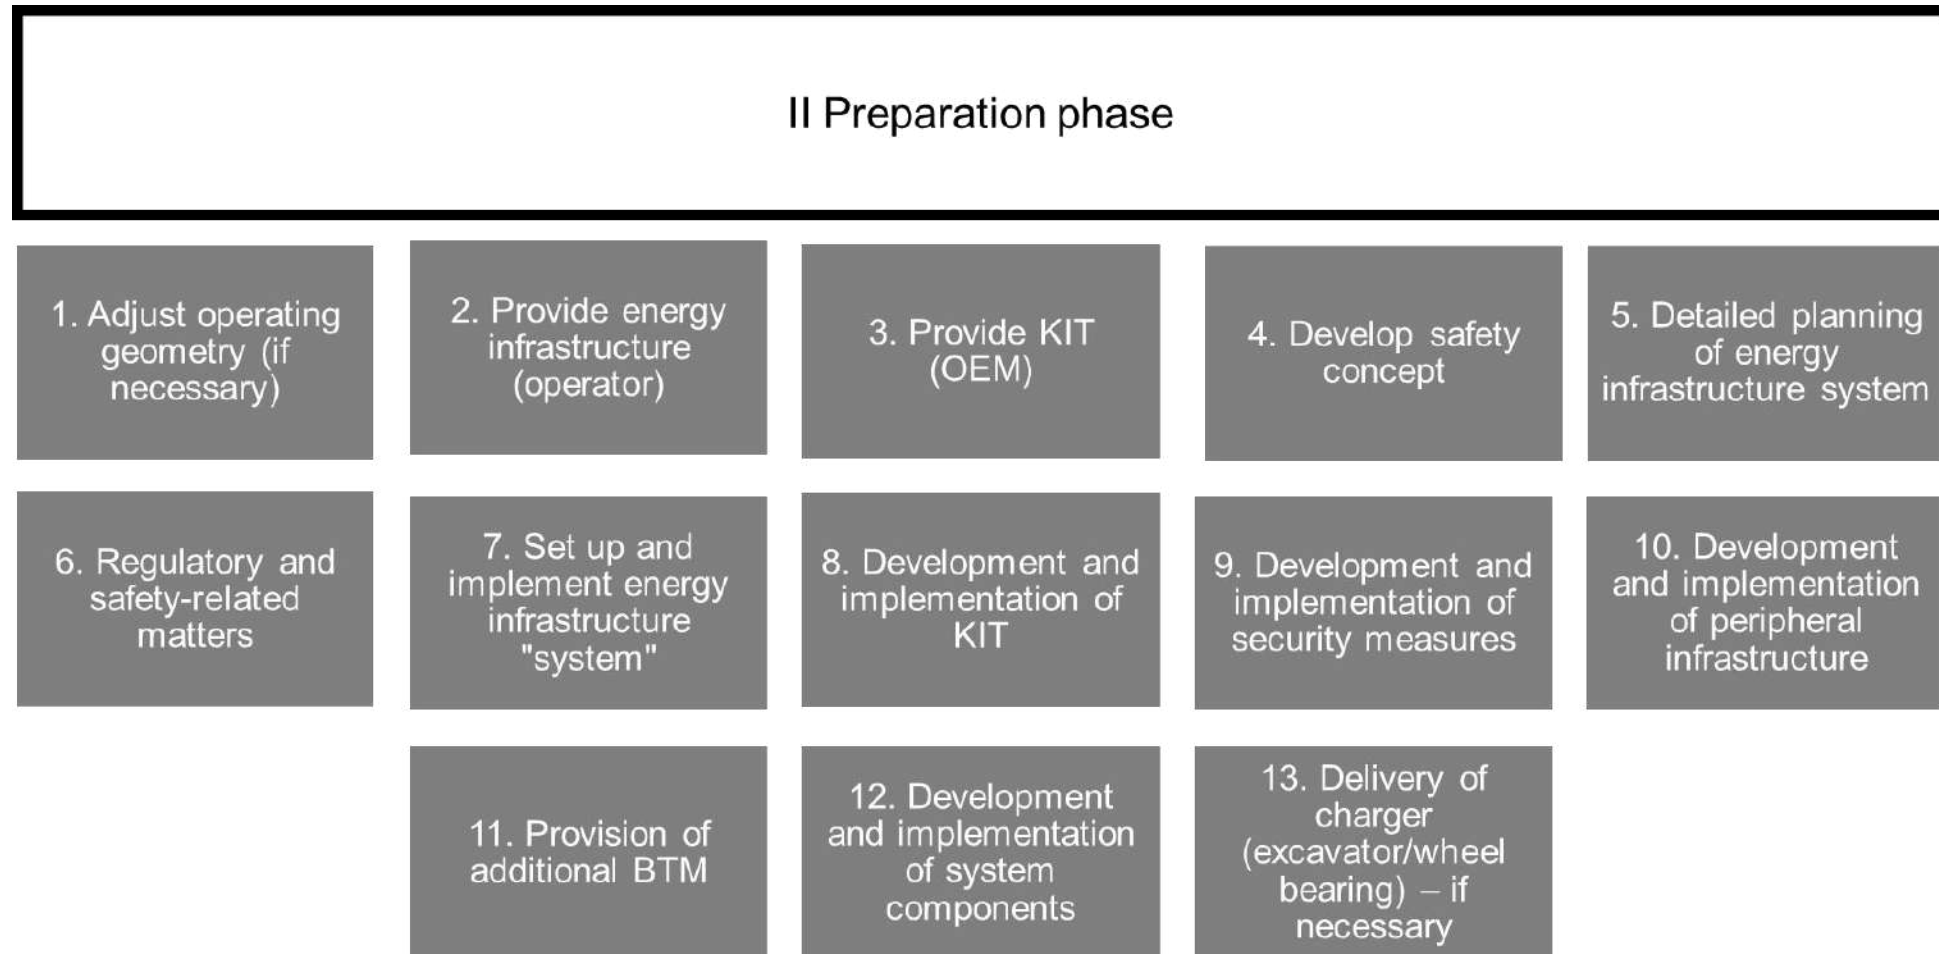 II Preparation phase
1. Adjust operating
geometry (if
necessary)
2. Provide energy
infrastructure
(operator)
3. Provide KIT
(OEM)
4. Develop safety
concept
5. Detailed planning
of energy
infrastructure system
6. Regulatory and
safety-related
matters
7. Set up and
implement energy
infrastructure
"system"
8. Development and
implementation of
KIT
9. Development and
implementation of
security measures
10. Development
and implementation
of peripheral
infrastructure
11. Provision of
additional BTM
12. Development
and implementation
of system
components
13. Delivery of
charger
(excavator/wheel
bearing) – if
necessary